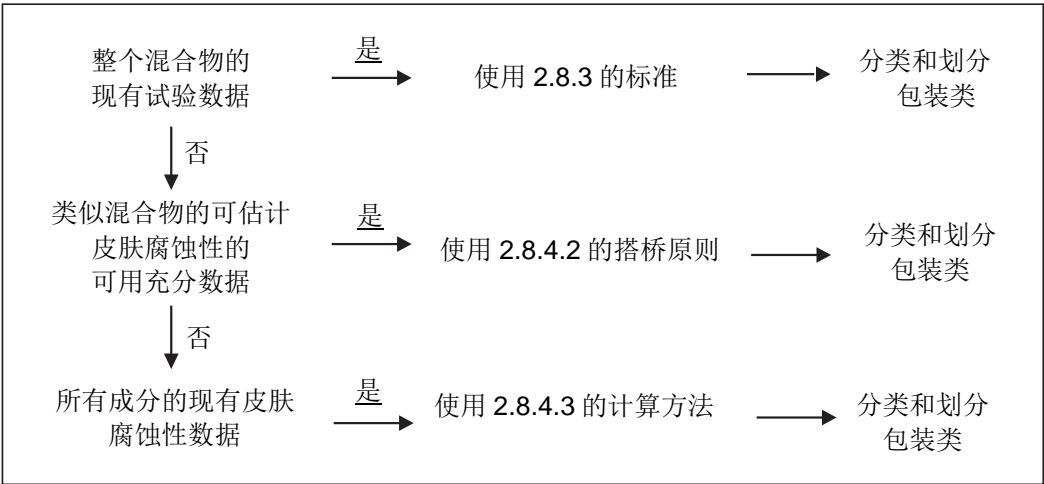 整个混合物的
现有试验数据
是
使用 2.8.3 的标准
分类和划分
包装类
否
类似混合物的可估计
皮肤腐蚀性的
可用充分数据
是
使用 2.8.4.2 的搭桥原则
分类和划分
包装类
否
所有成分的现有皮肤
腐蚀性数据
是
使用 2.8.4.3 的计算方法
分类和划分
包装类